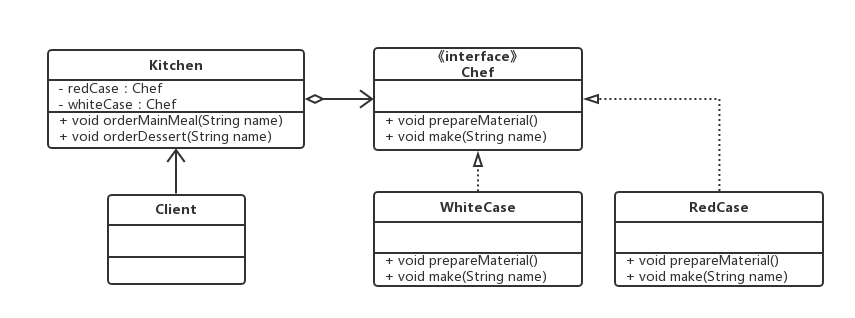 Kitchen
- redCase : Chef
- whiteCase : Chef
+ void orderMainMeal(String name)
+ void orderDessert(String name)
《interface》
Chef
+ void prepareMaterial()
+ void make(String name)
Client
WhiteCase
+ void prepareMaterial()
+ void make(String name)
RedCase
+ void prepareMaterial()
+ void make(String name)